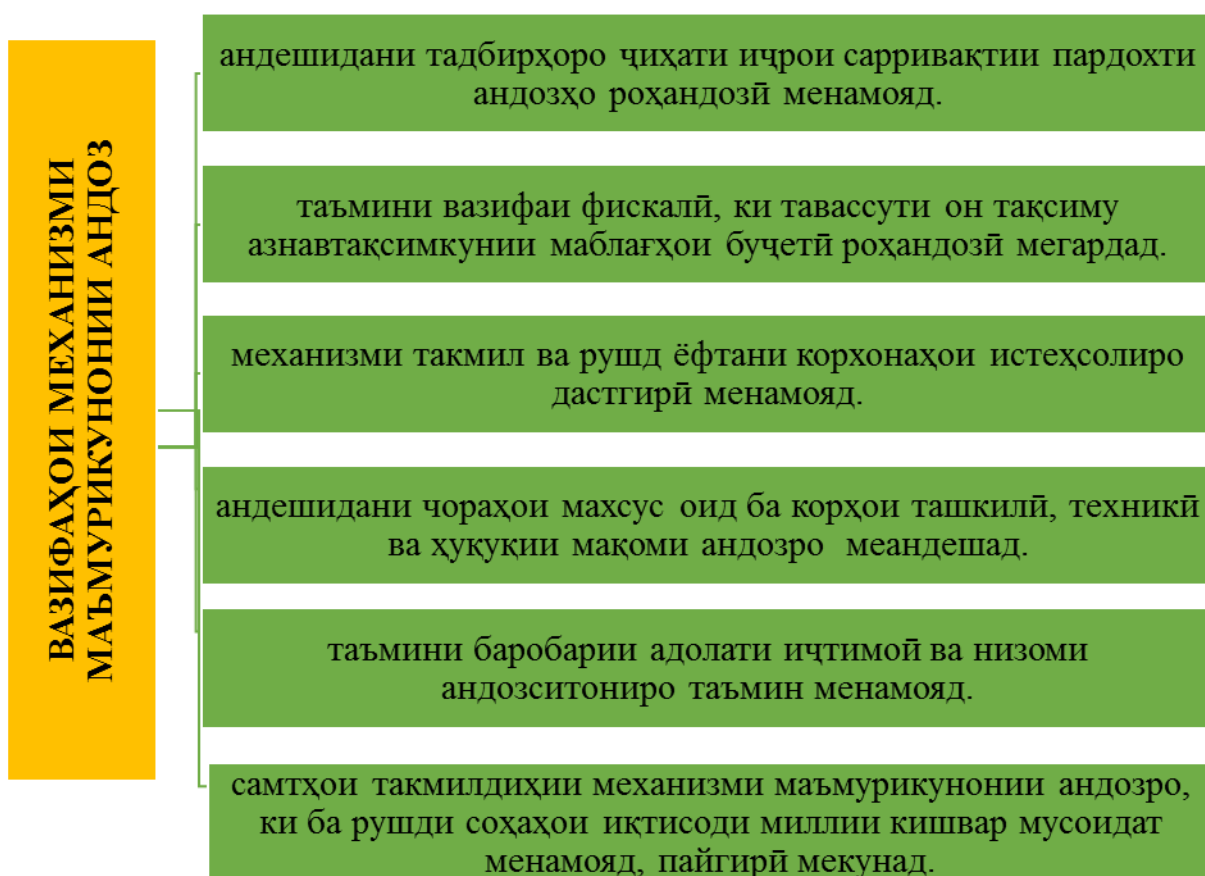 ВАЗИФАҲОИ МЕХАНИЗМИ
МАЪМУРИКУНОНИИ АНДОЗ
андешидани тадбирҳоро ҷиҳати иҷрои сарривақтии пардохти
андозҳо роҳандозӣ менамояд.
таъмини вазифаи фискалӣ, ки тавассути он тақсиму
азнавтақсимкунии маблағҳои буҷетӣ роҳандозӣ мегардад.
механизми такмил ва рушд ёфтани корхонаҳои истеҳсолиро
дастгирӣ менамояд.
андешидани чораҳои махсус оид ба корҳои ташкилӣ, техникӣ
ва ҳуқуқии мақоми андозро меандешад.
таъмини баробарии адолати иҷтимоӣ ва низоми
андозситониро таъмин менамояд.
самтҳои такмилдиҳии механизми маъмурикунонии андозро,
ки ба рушди соҳаҳои иқтисоди миллии кишвар мусоидат
менамояд, пайгирӣ мекунад.